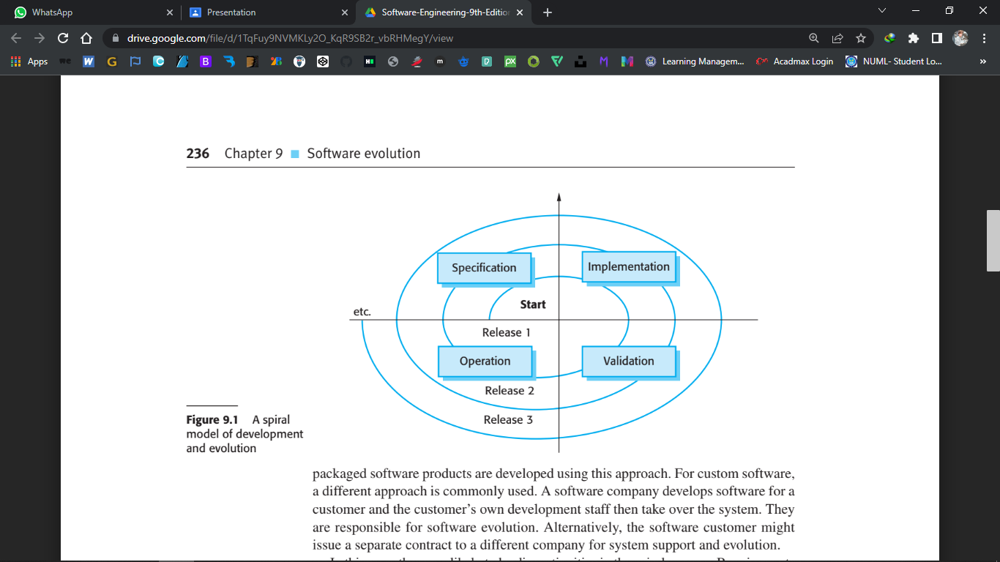 WhatsApp
Presentation
Software-Engineering-9th-Editio
drive.google.com/file/d/1TqFuy9NVMKLy2O_KqR9SB2r_vbRHMegY/view
Apps
Learning Managem...
Acadmax Login
NUML- Student Lo...
236 Chapter 9 ■ Software evolution
Specification
Implementation
Start
etc.
Release 1
Operation
Validation
Release 2
Release 3
Figure 9.1 A spiral
model of development
and evolution
packaged software products are developed using this approach. For custom software,
a different approach is commonly used. A software company develops software for a
customer and the customer's own development staff then take over the system. They
are responsible for software evolution. Alternatively, the software customer might
issue a separate contract to a different company for system support and evolution.